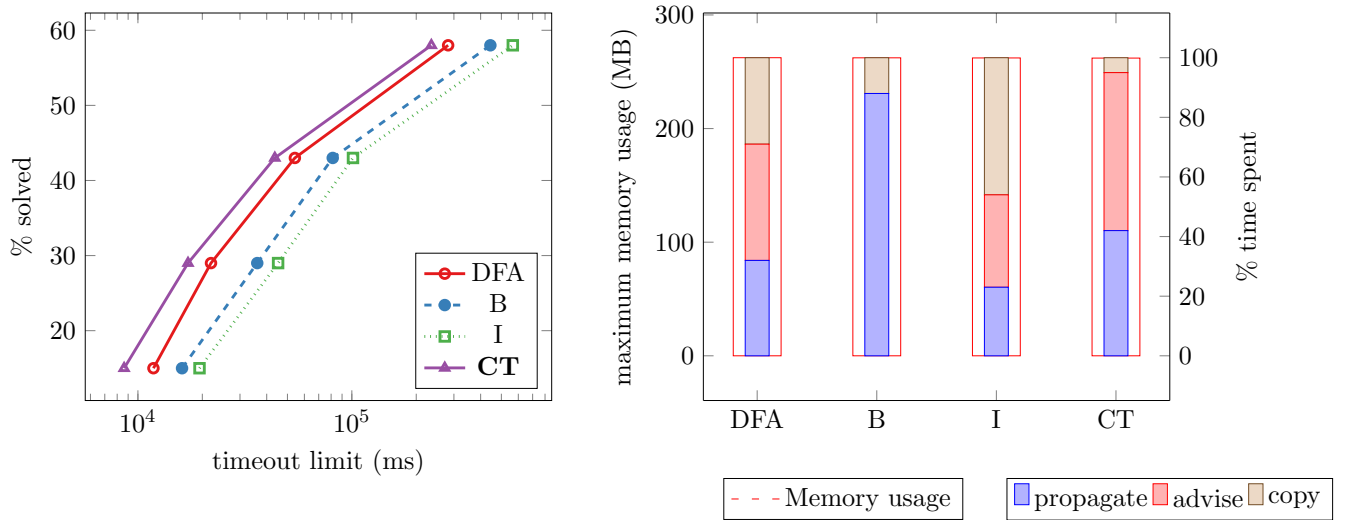 60
50
40
30
20
% solved
10^4
10^5
timeout limit (ms)
DFA
B
I
CT
300
200
100
0
maximum memory usage (MB)
100
80
60
40
20
0
% time spent
DFA B I CT
Memory usage
propagate advise copy